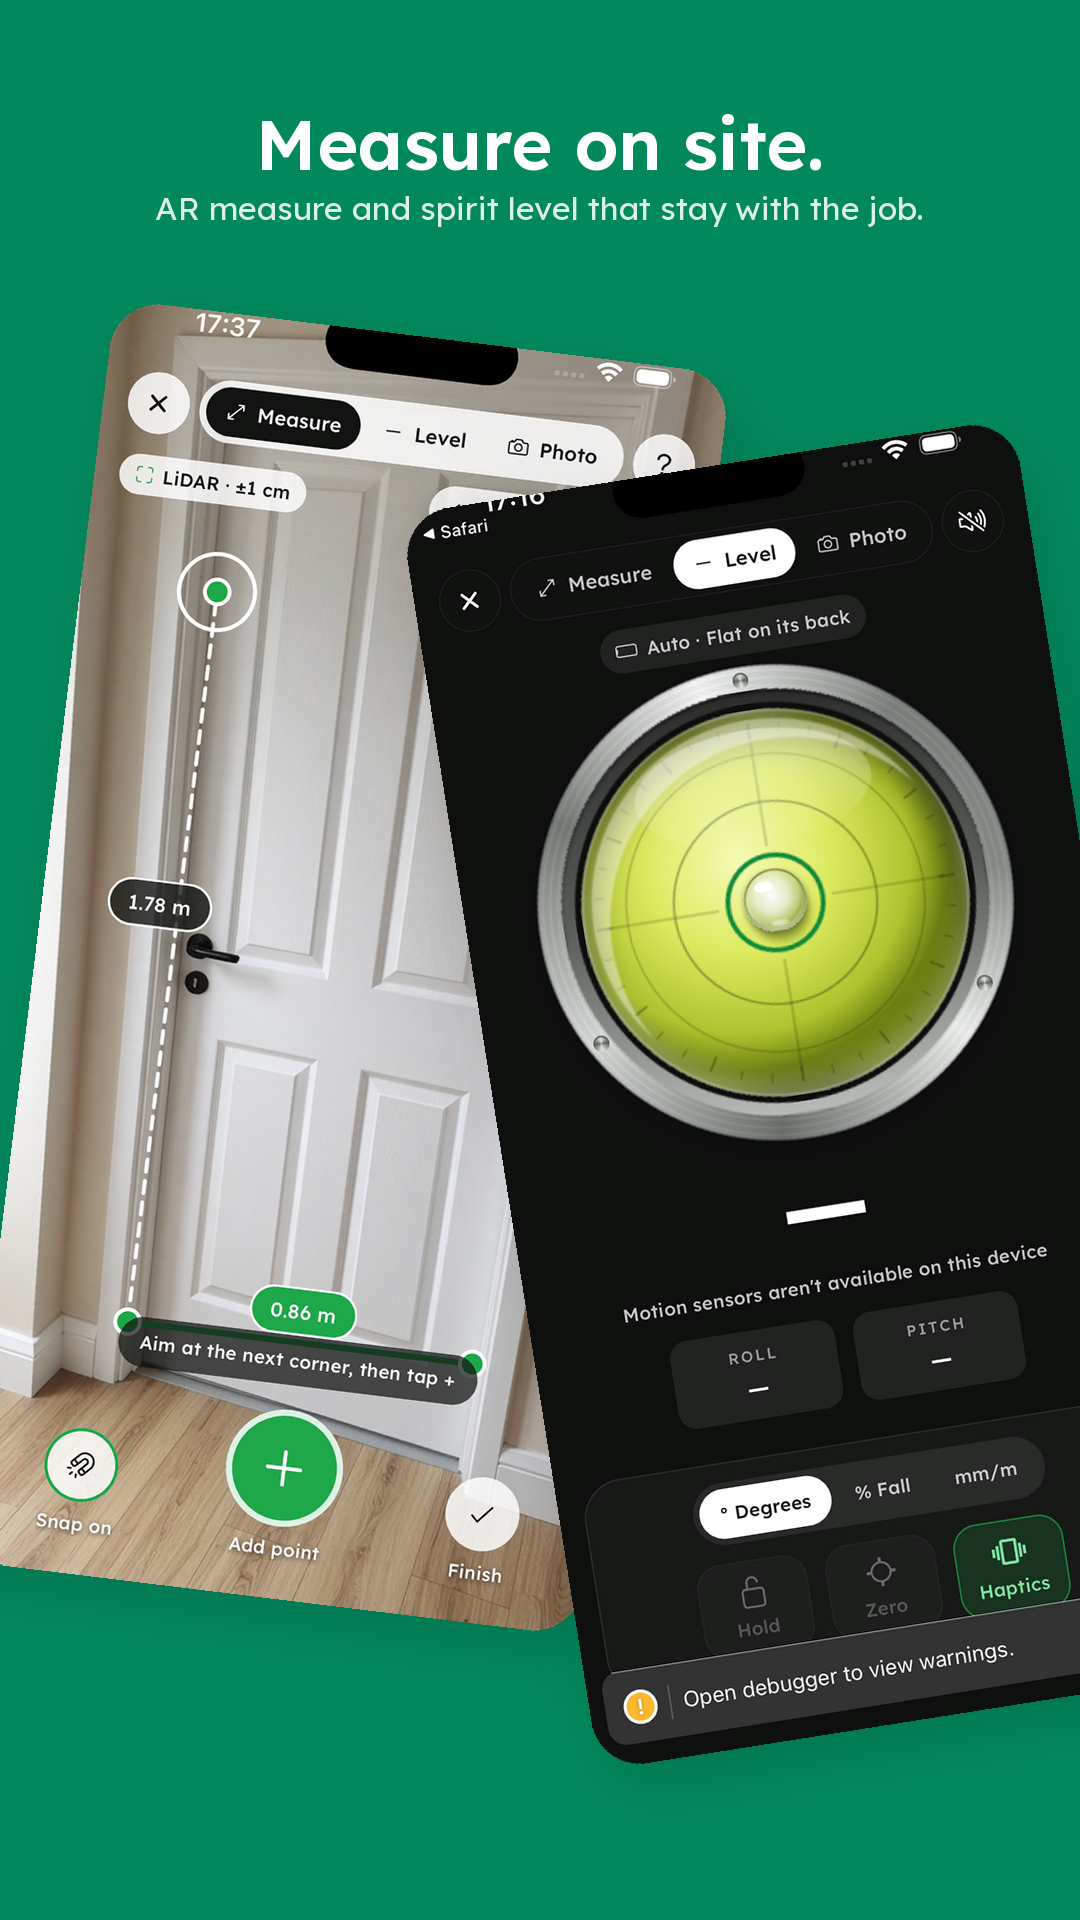 Measure on site.
AR measure and spirit level that stay with the job.
17:37
Measure
Level
Photo
?
LiDAR · ±1 cm
1.78 m
0.86 m
Aim at the next corner, then tap +
Snap on
Add point
Finish
17:16
◀ Safari
Measure
Level
Photo
Auto · Flat on its back
Motion sensors aren't available on this device
ROLL
–
PITCH
–
° Degrees
% Fall
mm/m
Hold
Zero
Haptics
! Open debugger to view warnings.